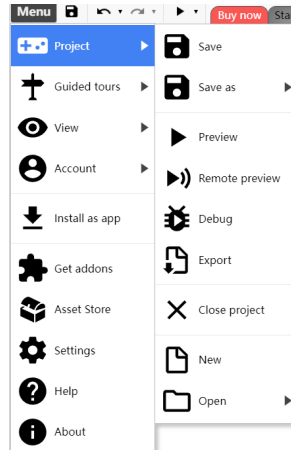 Menu
Buy now
Sta
Project
Guided tours
View
Account
Install as app
Get addons
Asset Store
Settings
Help
About
Save
Save as
Preview
Remote preview
Debug
Export
Close project
New
Open